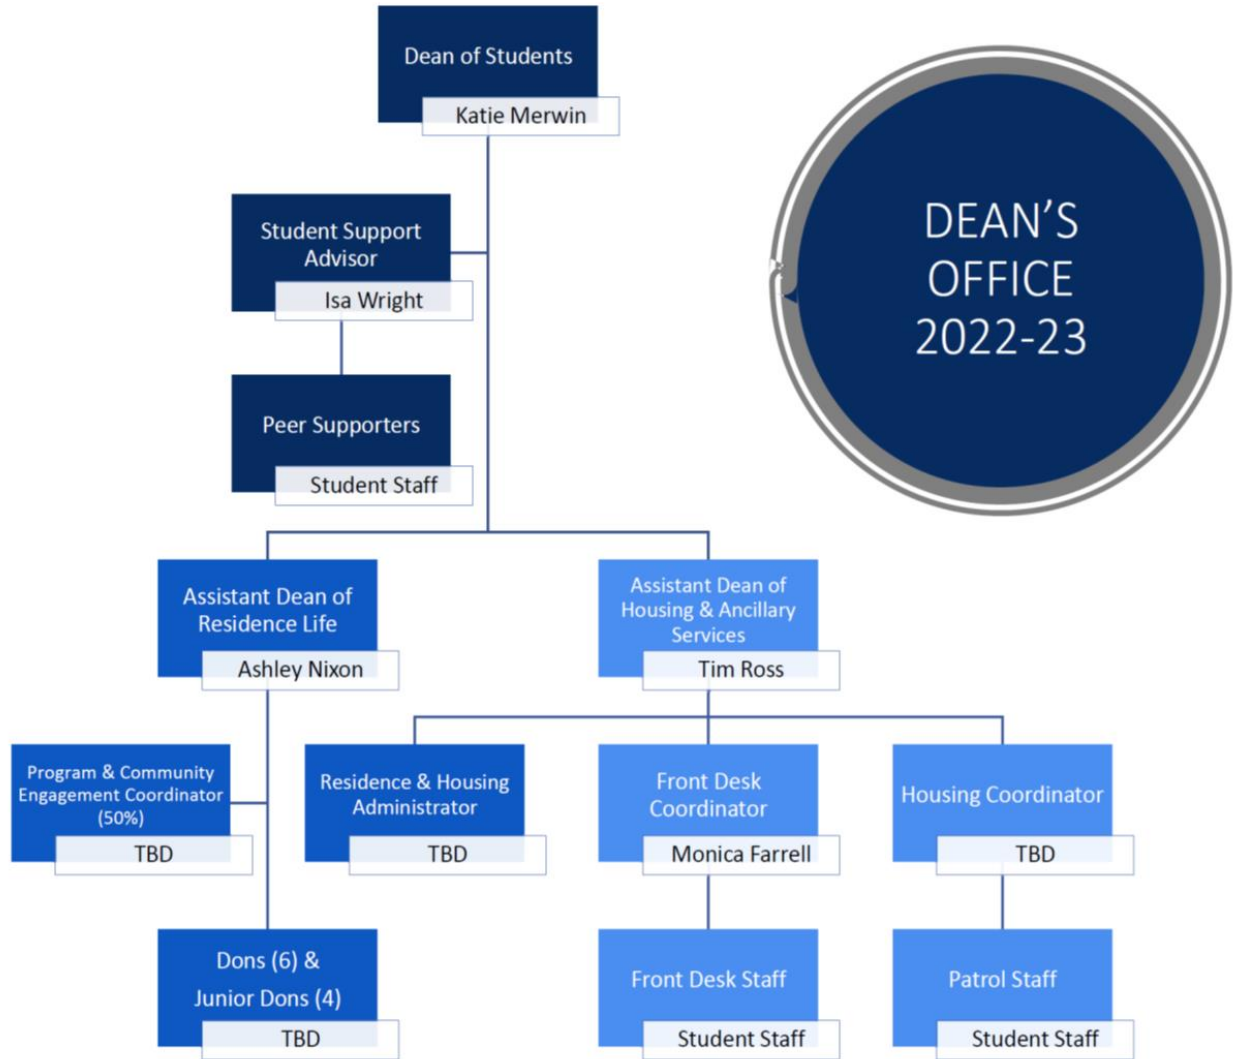 Dean of Students
Katie Merwin
DEAN'S
OFFICE
2022-23
Student Support
Advisor
Isa Wright
Peer Supporters
Student Staff
Assistant Dean of
Residence Life
Ashley Nixon
Assistant Dean of
Housing & Ancillary
Services
Tim Ross
Program & Community
Engagement Coordinator
(50%)
TBD
Residence & Housing
Administrator
TBD
Front Desk
Coordinator
Monica Farrell
Housing Coordinator
TBD
Dons (6) &
Junior Dons (4)
TBD
Front Desk Staff
Student Staff
Patrol Staff
Student Staff